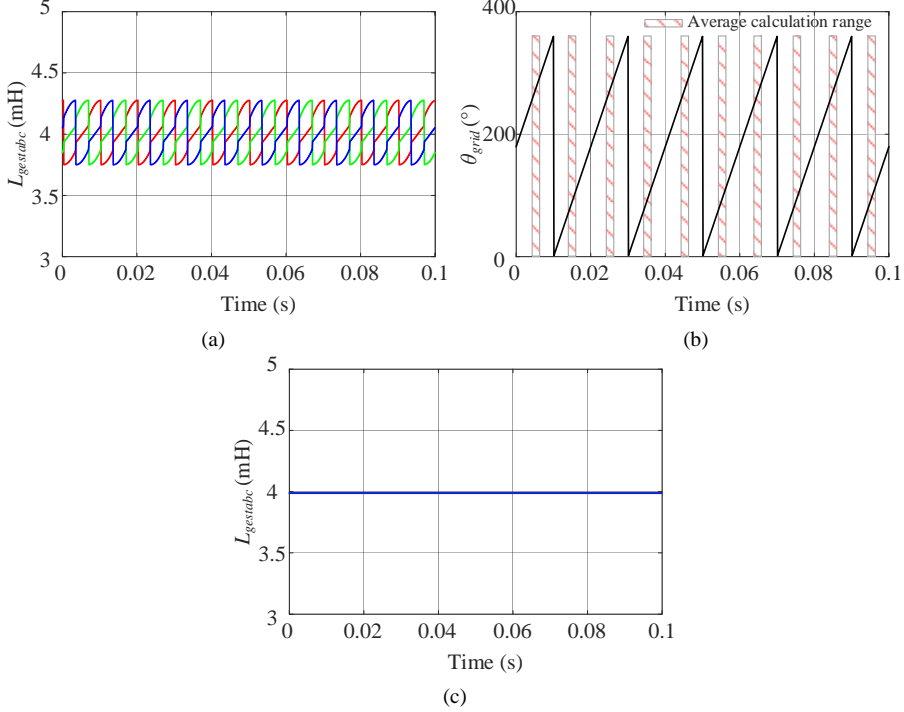 5
4.5
4
3.5
3
L_gestabc (mH)
0 0.02 0.04 0.06 0.08 0.1
Time (s)
(a)
400
200
0
θ_grid (°)
Average calculation range
0 0.02 0.04 0.06 0.08 0.1
Time (s)
(b)
5
4.5
4
3.5
3
L_gestabc (mH)
0 0.02 0.04 0.06 0.08 0.1
Time (s)
(c)